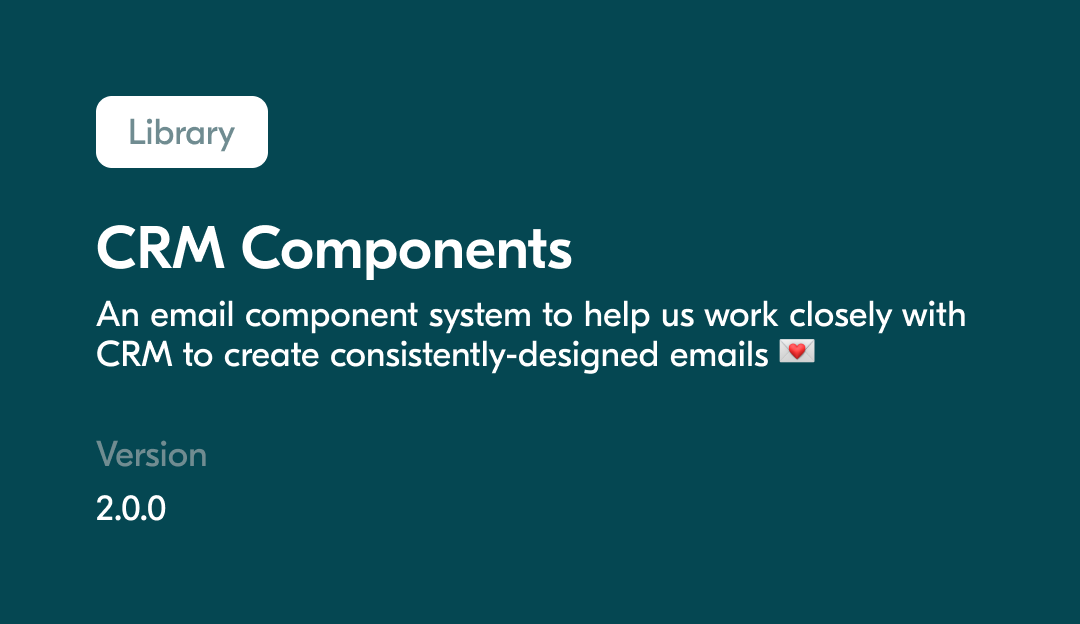 Library
CRM Components
An email component system to help us work closely with
CRM to create consistently-designed emails 💌
Version
2.0.0